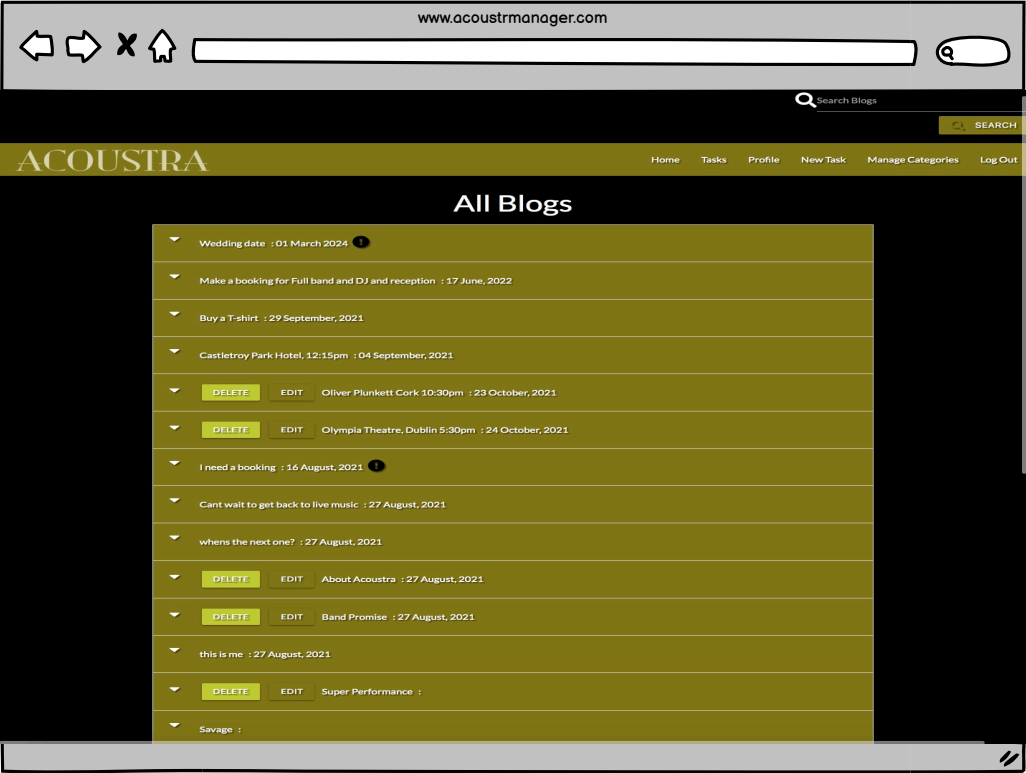 www.acoustrmanager.com
Search Blogs
SEARCH
ACOUSTRA
Home Tasks Profile New Task Manage Categories Log Out
All Blogs
Wedding date : 01 March 2024 !
Make a booking for Full band and DJ and reception : 17 June, 2022
Buy a T-shirt : 29 September, 2021
Castletroy Park Hotel, 12:15pm : 04 September, 2021
DELETE EDIT Oliver Plunkett Cork 10:30pm : 23 October, 2021
DELETE EDIT Olympia Theatre, Dublin 5:30pm : 24 October, 2021
I need a booking : 16 August, 2021 !
Cant wait to get back to live music : 27 August, 2021
whens the next one? : 27 August, 2021
DELETE EDIT About Acoustra : 27 August, 2021
DELETE EDIT Band Promise : 27 August, 2021
this is me : 27 August, 2021
DELETE EDIT Super Performance :
Savage :